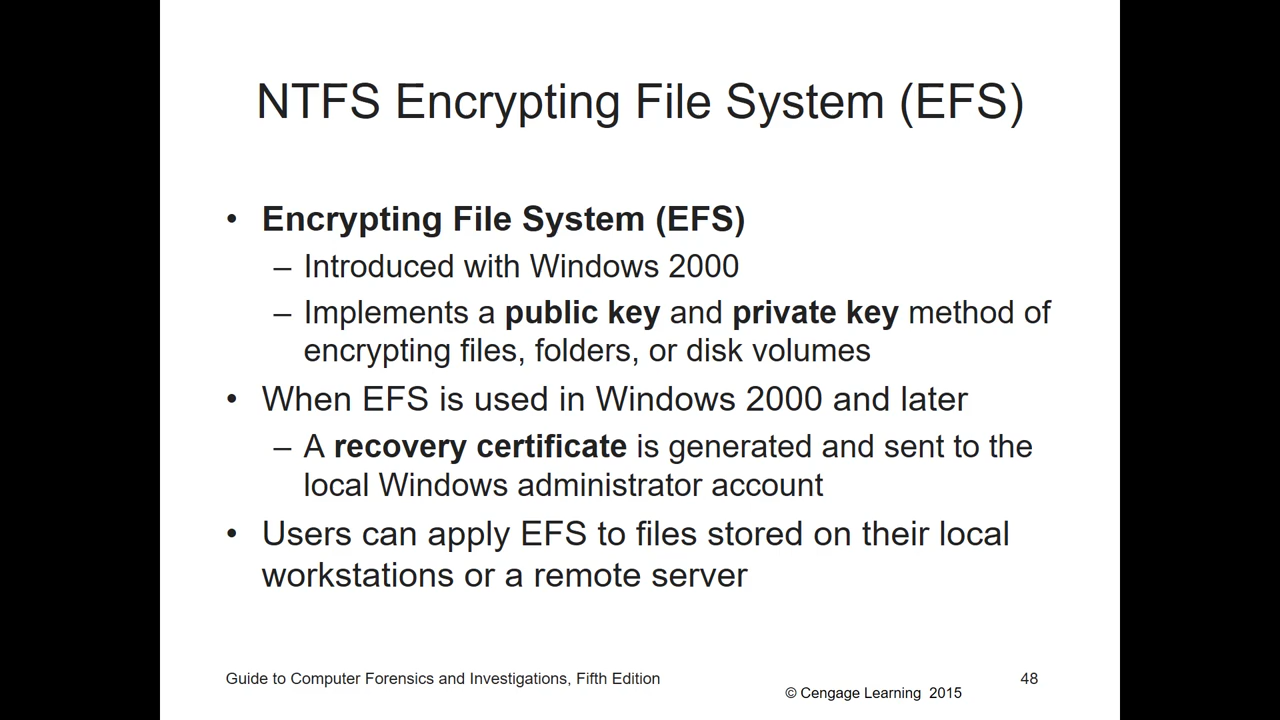 NTFS Encrypting File System (EFS)
• Encrypting File System (EFS)
– Introduced with Windows 2000
– Implements a public key and private key method of
encrypting files, folders, or disk volumes
• When EFS is used in Windows 2000 and later
– A recovery certificate is generated and sent to the
local Windows administrator account
• Users can apply EFS to files stored on their local
workstations or a remote server
Guide to Computer Forensics and Investigations, Fifth Edition
48
© Cengage Learning 2015